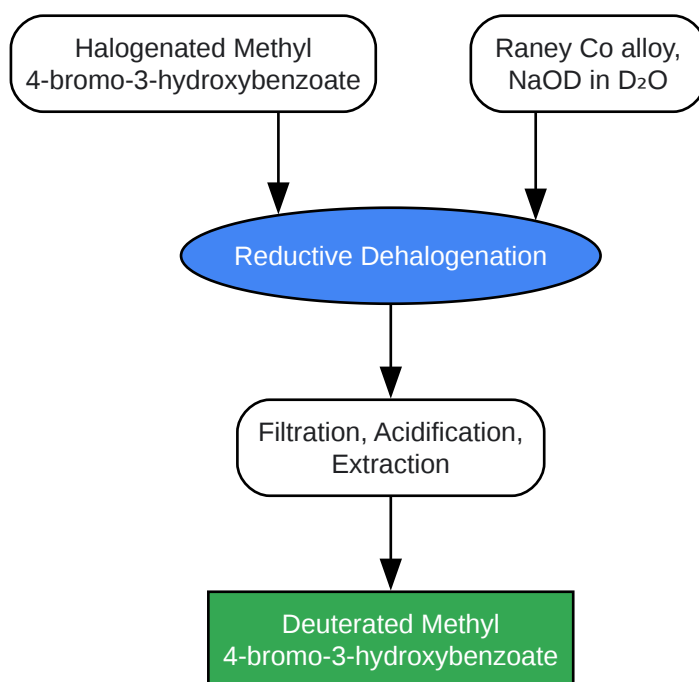 Halogenated Methyl
4-bromo-3-hydroxybenzoate
Raney Co alloy,
NaOD in D₂O
Reductive Dehalogenation
Filtration, Acidification,
Extraction
Deuterated Methyl
4-bromo-3-hydroxybenzoate